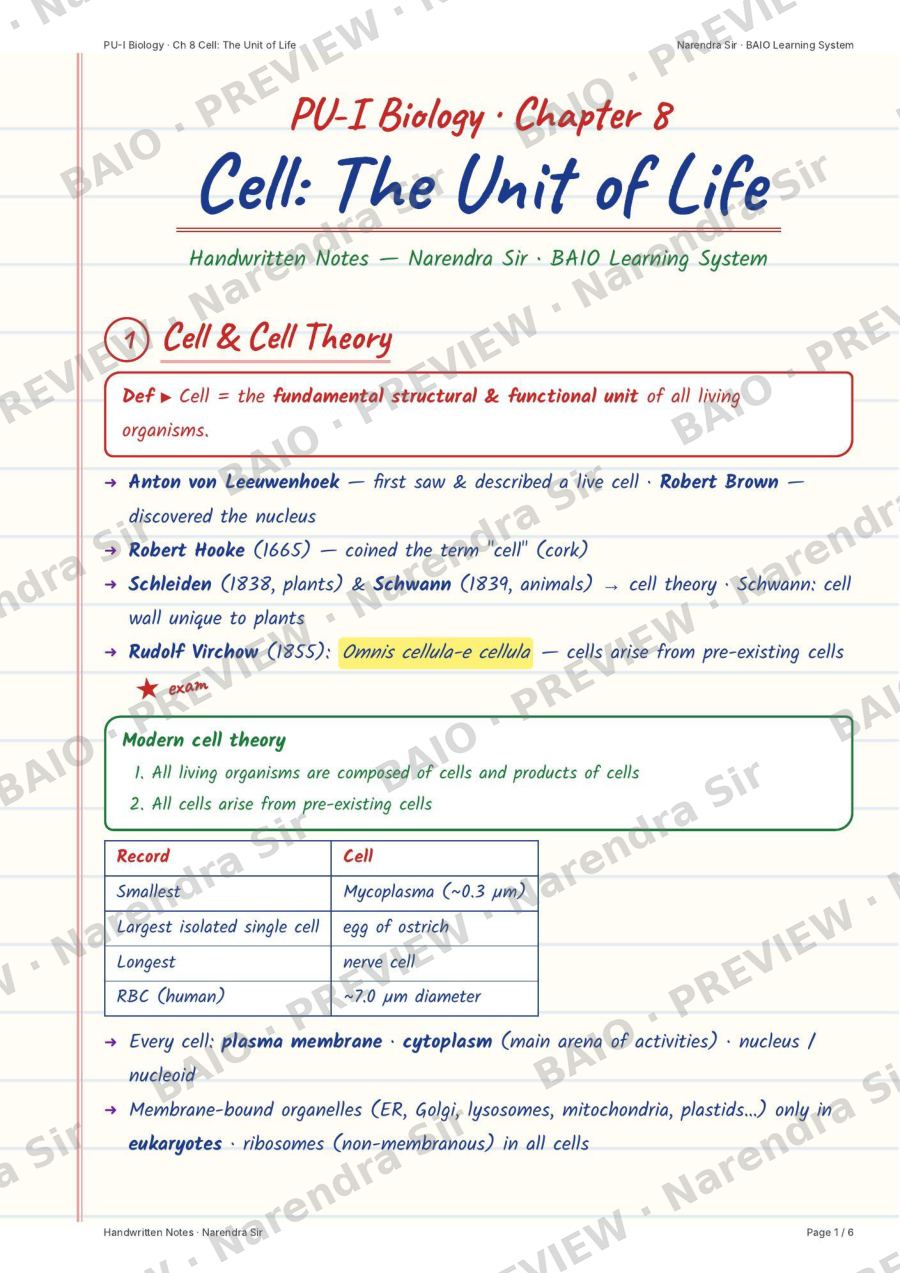 PU-I Biology · Ch 8 Cell: The Unit of Life
Narendra Sir · BAIO Learning System
PU-I Biology · Chapter 8
Cell: The Unit of Life
Handwritten Notes — Narendra Sir · BAIO Learning System
1 Cell & Cell Theory
Def ▸ Cell = the fundamental structural & functional unit of all living
organisms.
→ Anton von Leeuwenhoek — first saw & described a live cell · Robert Brown —
discovered the nucleus
→ Robert Hooke (1665) — coined the term "cell" (cork)
→ Schleiden (1838, plants) & Schwann (1839, animals) → cell theory · Schwann: cell
wall unique to plants
→ Rudolf Virchow (1855): Omnis cellula-e cellula — cells arise from pre-existing cells
★ exam
Modern cell theory
1. All living organisms are composed of cells and products of cells
2. All cells arise from pre-existing cells
Record Cell
Smallest Mycoplasma (~0.3 µm)
Largest isolated single cell egg of ostrich
Longest nerve cell
RBC (human) ~7.0 µm diameter
→ Every cell: plasma membrane · cytoplasm (main arena of activities) · nucleus /
nucleoid
→ Membrane-bound organelles (ER, Golgi, lysosomes, mitochondria, plastids…) only in
eukaryotes · ribosomes (non-membranous) in all cells
Handwritten Notes · Narendra Sir
Page 1 / 6
BAIO · PREVIEW · Narendra Sir